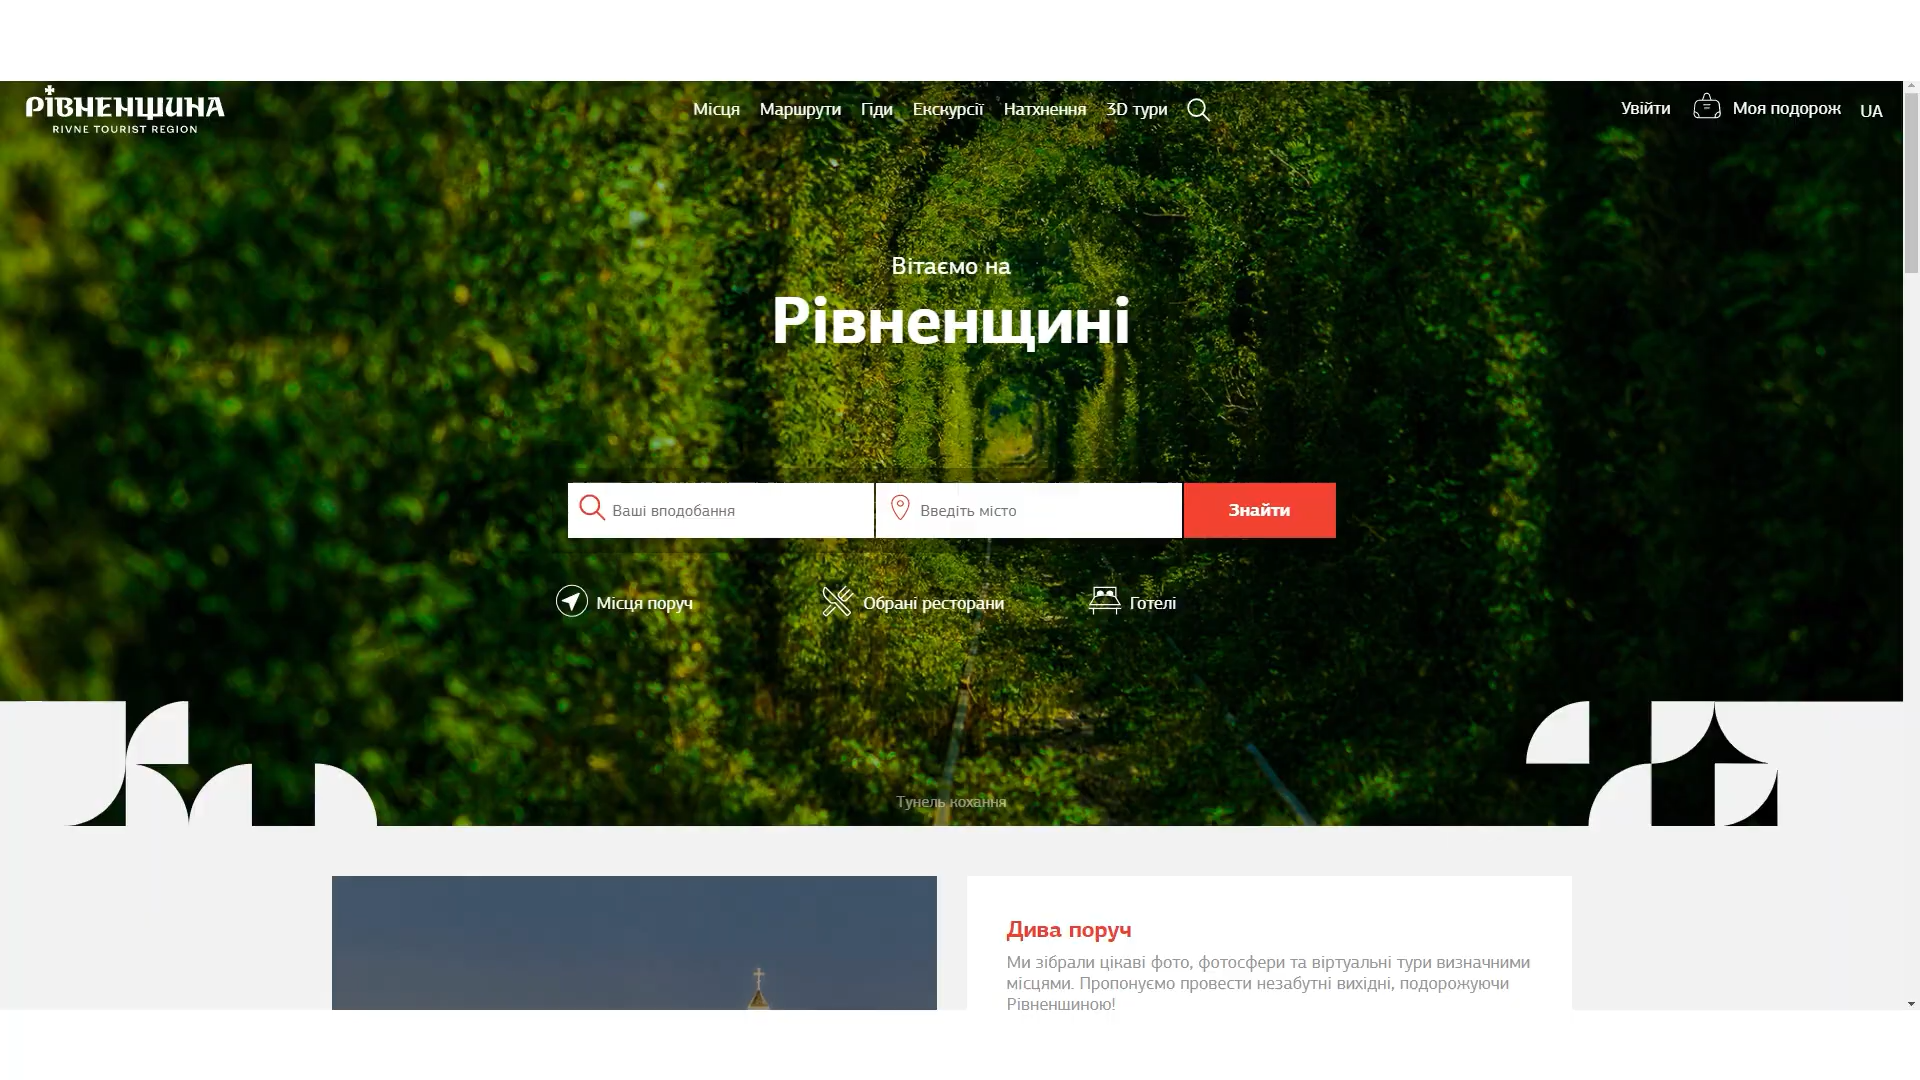 РІВНЕНЩИНА
RIVNE TOURIST REGION
Місця Маршрути Гіди Екскурсії Натхнення 3D тури
Увійти Моя подорож UA
Вітаємо на
Рівненщині
Ваші вподобання Введіть місто Знайти
Місця поруч Обрані ресторани Готелі
Тунель кохання
Дива поруч
Ми зібрали цікаві фото, фотосфери та віртуальні тури визначними
місцями. Пропонуємо провести незабутні вихідні, подорожуючи
Рівненщиною!